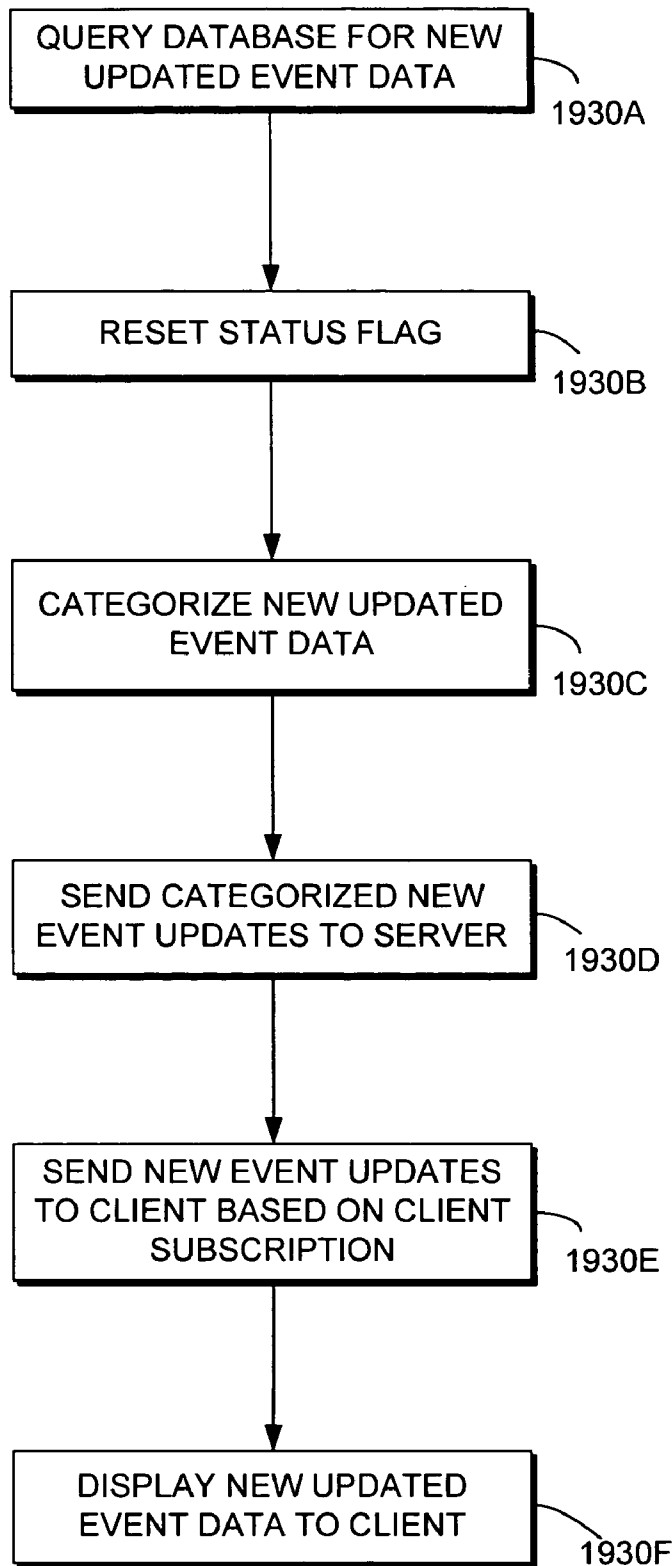 QUERY DATABASE FOR NEW
UPDATED EVENT DATA
1930A
RESET STATUS FLAG
1930B
CATEGORIZE NEW UPDATED
EVENT DATA
1930C
SEND CATEGORIZED NEW
EVENT UPDATES TO SERVER
1930D
SEND NEW EVENT UPDATES
TO CLIENT BASED ON CLIENT
SUBSCRIPTION
1930E
DISPLAY NEW UPDATED
EVENT DATA TO CLIENT
1930F